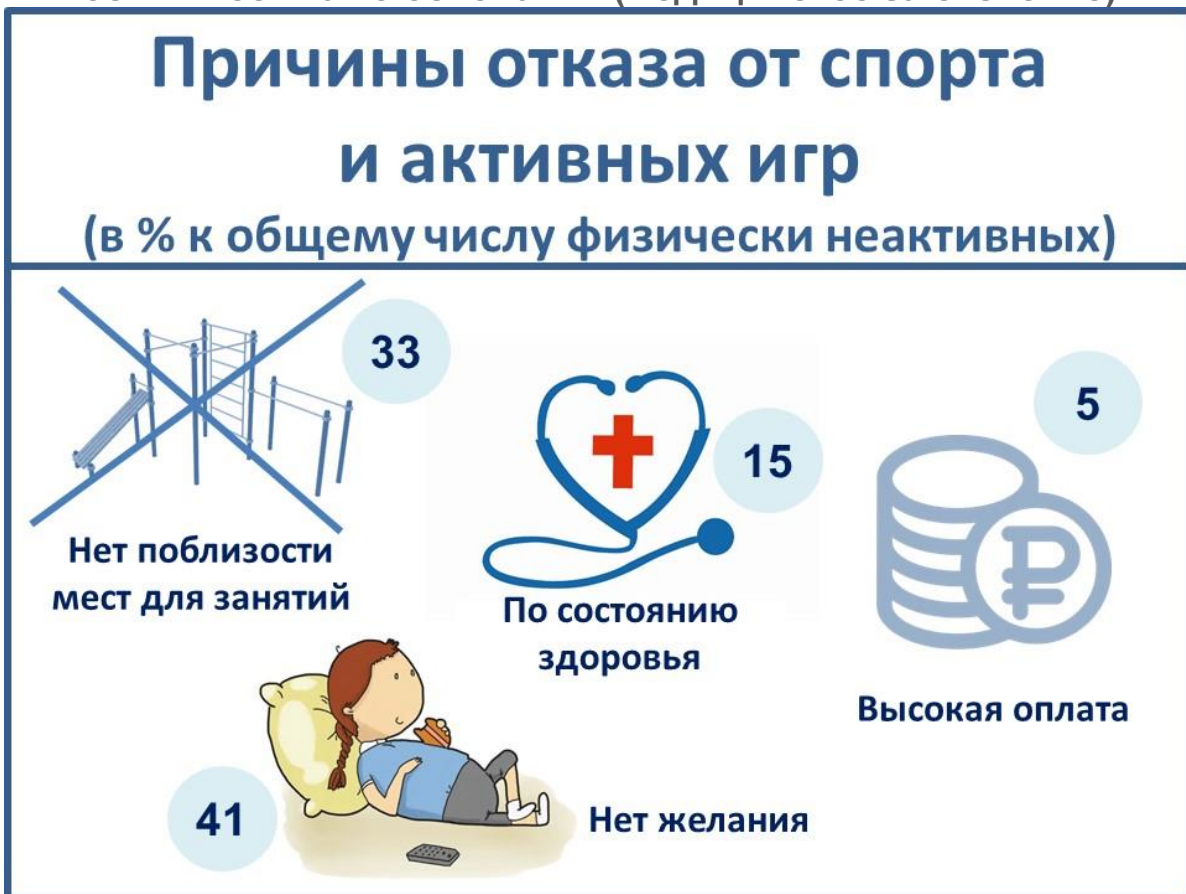 Причины отказа от спорта
и активных игр
(в % к общему числу физически неактивных)
33
Нет поблизости
мест для занятий
15
По состоянию
здоровья
5
Высокая оплата
41
Нет желания